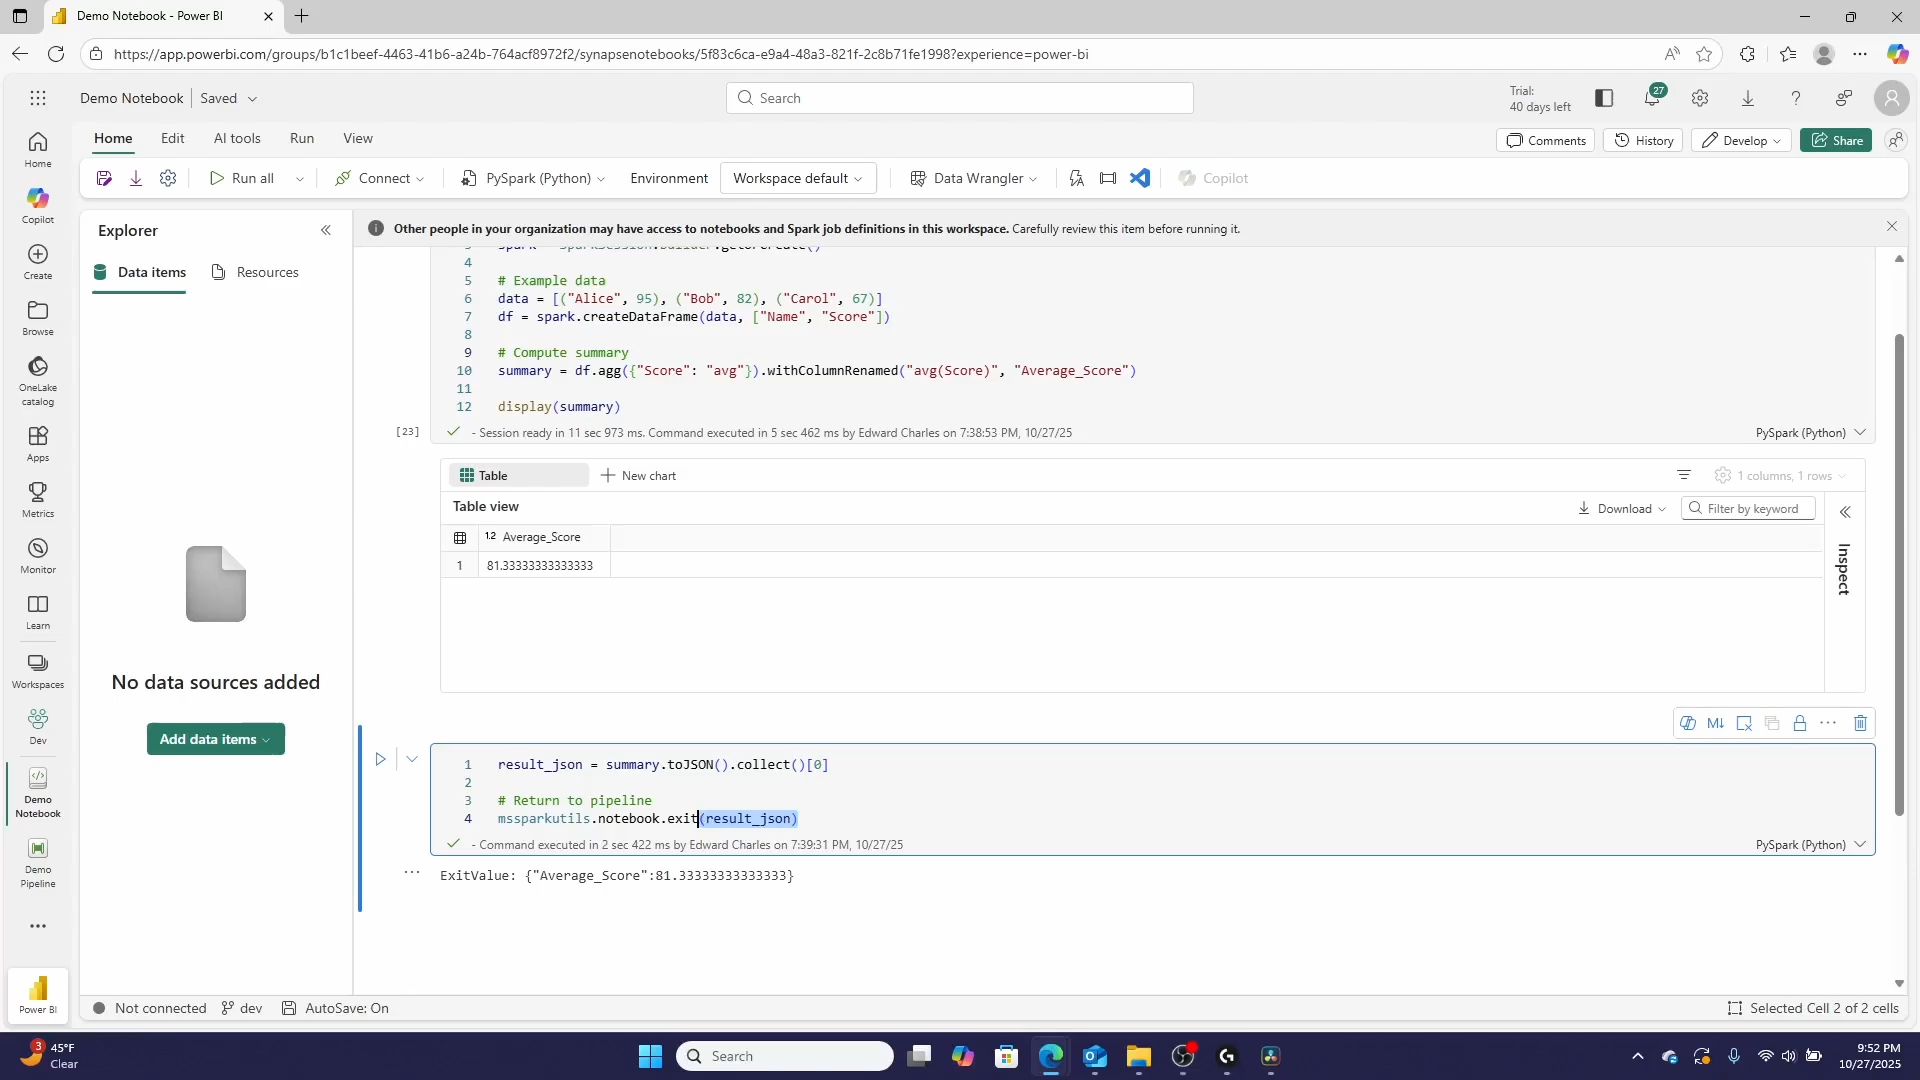 Demo Notebook - Power BI
https://app.powerbi.com/groups/b1c1beef-4463-41b6-a24b-764acf8972f2/synapsenotebooks/5f83c6ca-e9a4-48a3-821f-2c8b71fe1998?experience=power-bi
Demo Notebook | Saved
Search
Trial:
40 days left
27
Home Edit AI tools Run View
Comments History Develop Share
Run all Connect PySpark (Python) Environment Workspace default Data Wrangler Copilot
Home
Copilot
Create
Browse
OneLake
catalog
Apps
Metrics
Monitor
Learn
Workspaces
Dev
Demo
Notebook
Demo
Pipeline
Power BI
Explorer
Data items Resources
No data sources added
Add data items
Other people in your organization may have access to notebooks and Spark job definitions in this workspace. Carefully review this item before running it.
4
5 # Example data
6 data = [("Alice", 95), ("Bob", 82), ("Carol", 67)]
7 df = spark.createDataFrame(data, ["Name", "Score"])
8
9 # Compute summary
10 summary = df.agg({"Score": "avg"}).withColumnRenamed("avg(Score)", "Average_Score")
11
12 display(summary)
[23] - Session ready in 11 sec 973 ms. Command executed in 5 sec 462 ms by Edward Charles on 7:38:53 PM, 10/27/25 PySpark (Python)
Table New chart 1 columns, 1 rows
Table view Download Filter by keyword
1.2 Average_Score
1 81.33333333333333
Inspect
M↓
1 result_json = summary.toJSON().collect()[0]
2
3 # Return to pipeline
4 mssparkutils.notebook.exit(result_json)
- Command executed in 2 sec 422 ms by Edward Charles on 7:39:31 PM, 10/27/25 PySpark (Python)
ExitValue: {"Average_Score":81.33333333333333}
Not connected dev AutoSave: On Selected Cell 2 of 2 cells
3
45°F
Clear
Search
9:52 PM
10/27/2025